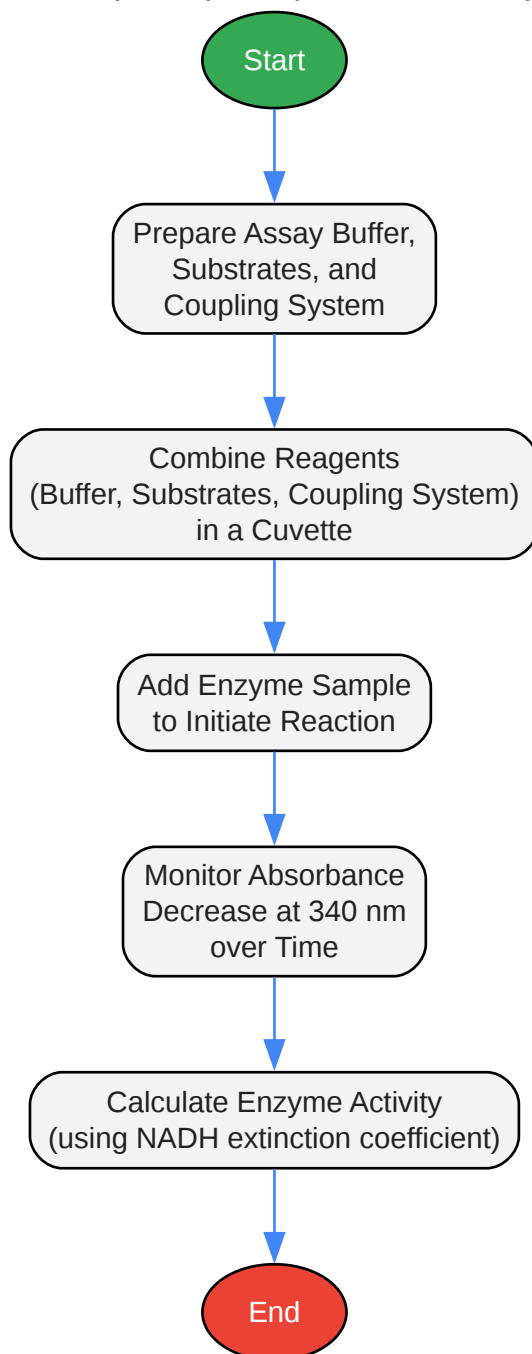 Start
Prepare Assay Buffer,
Substrates, and
Coupling System
Combine Reagents
(Buffer, Substrates, Coupling System)
in a Cuvette
Add Enzyme Sample
to Initiate Reaction
Monitor Absorbance
Decrease at 340 nm
over Time
Calculate Enzyme Activity
(using NADH extinction coefficient)
End